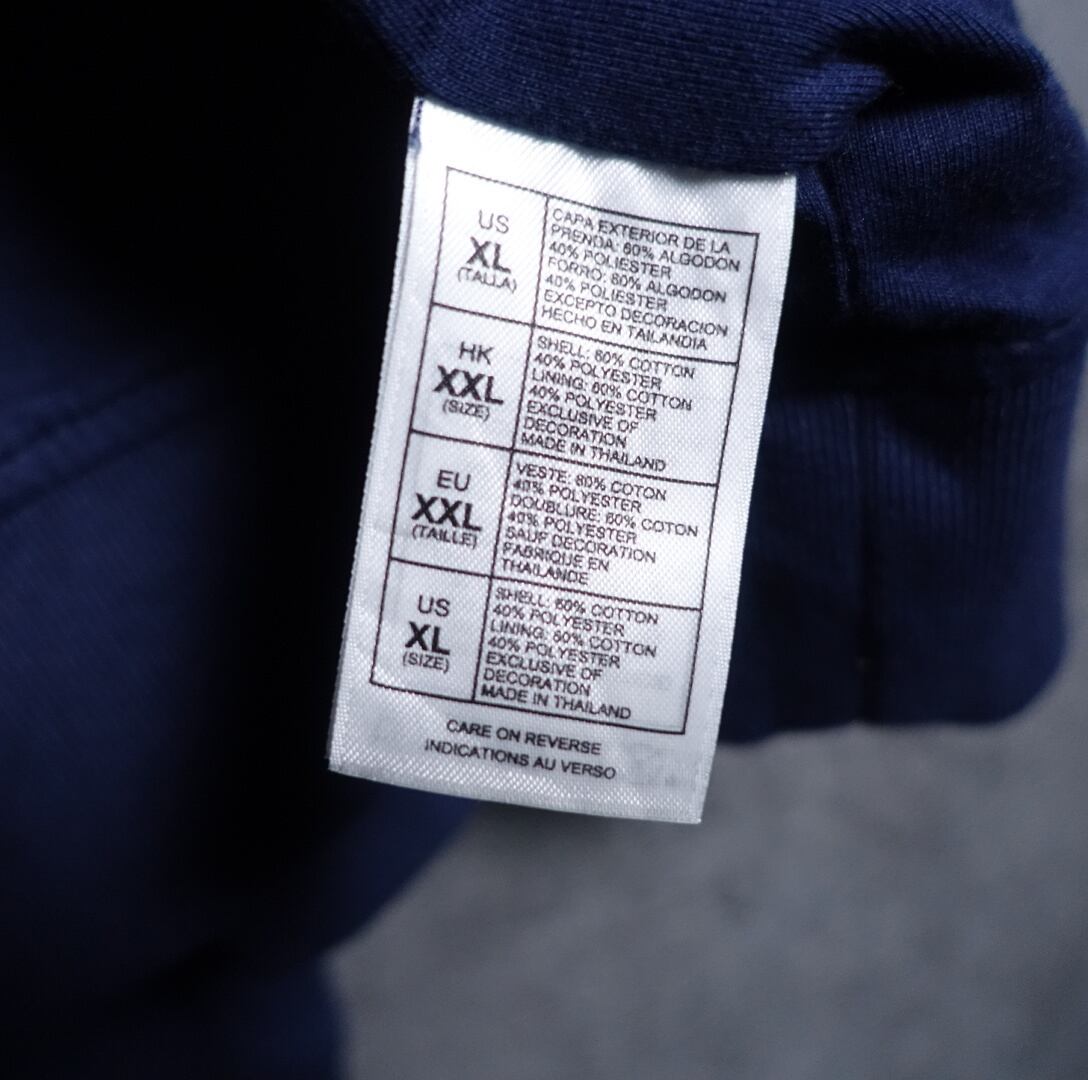 US
XL
(TALLA)
CAPA EXTERIOR DE LA
PRENDA: 60% ALGODON
40% POLIESTER
FORRO: 60% ALGODON
40% POLIESTER
EXCEPTO DECORACION
HECHO EN TAILANDIA
HK
XXL
(SIZE)
SHELL: 60% COTTON
40% POLYESTER
LINING: 60% COTTON
40% POLYESTER
EXCLUSIVE OF
DECORATION
MADE IN THAILAND
EU
XXL
(TAILLE)
VESTE: 60% COTON
40% POLYESTER
DOUBLURE: 60% COTON
40% POLYESTER
SAUF DECORATION
FABRIQUE EN
THAILANDE
US
XL
(SIZE)
SHELL: 60% COTTON
40% POLYESTER
LINING: 60% COTTON
40% POLYESTER
EXCLUSIVE OF
DECORATION
MADE IN THAILAND
CARE ON REVERSE
INDICATIONS AU VERSO